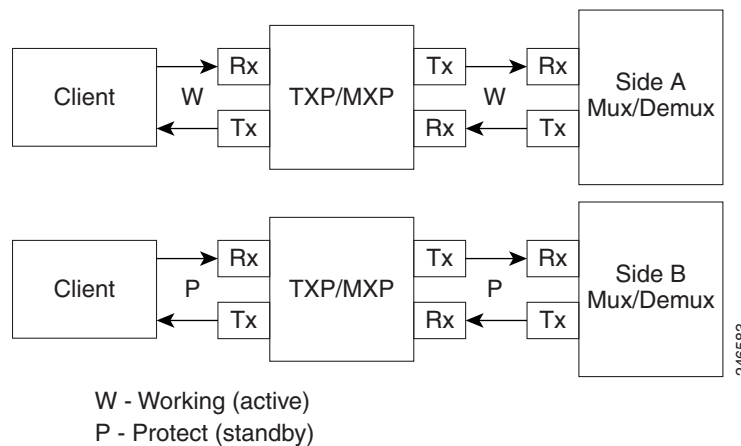 Client
W
Rx
Tx
TXP/MXP
Tx
Rx
W
Rx
Tx
Side A
Mux/Demux
Client
P
Rx
Tx
TXP/MXP
Tx
Rx
P
Rx
Tx
Side B
Mux/Demux
W - Working (active)
P - Protect (standby)